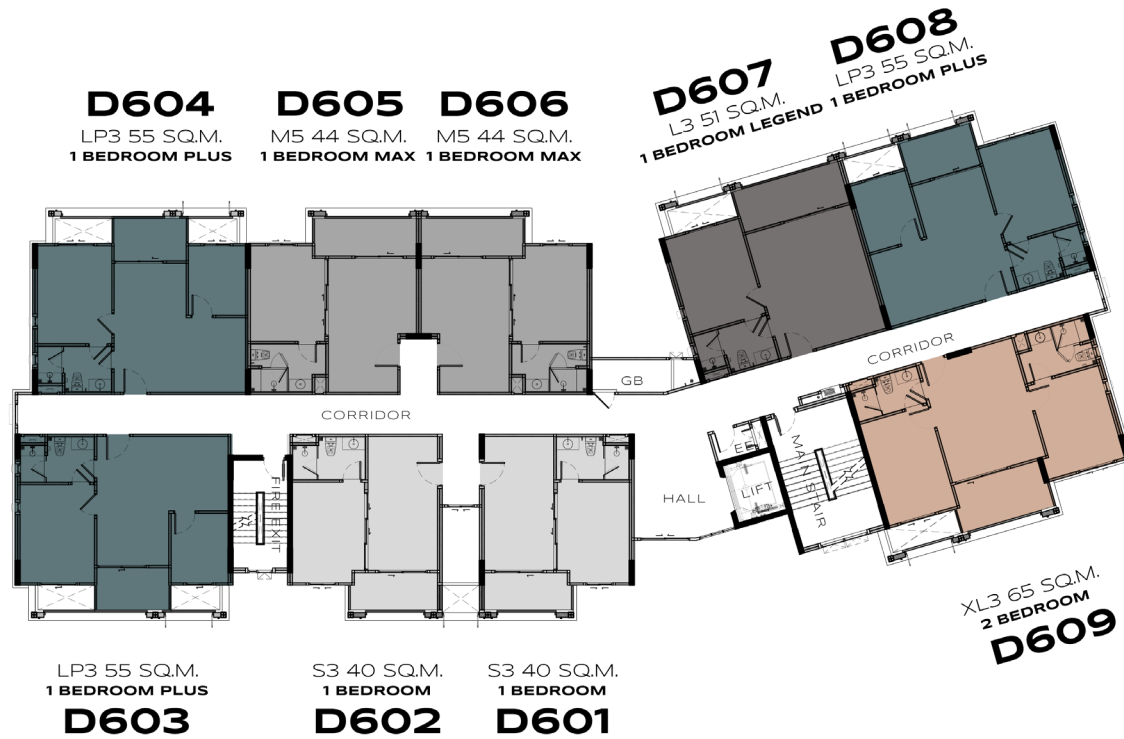 D604
LP3 55 SQ.M.
1 BEDROOM PLUS
D605
M5 44 SQ.M.
1 BEDROOM MAX
D606
M5 44 SQ.M.
1 BEDROOM MAX
D607
L3 51 SQ.M.
1 BEDROOM LEGEND
D608
LP3 55 SQ.M.
1 BEDROOM PLUS
GB
CORRIDOR
CORRIDOR
FIRE EXIT
HALL
EE
LIFT
MAIN STAIR
LP3 55 SQ.M.
1 BEDROOM PLUS
D603
S3 40 SQ.M.
1 BEDROOM
D602
S3 40 SQ.M.
1 BEDROOM
D601
XL3 65 SQ.M.
2 BEDROOM
D609